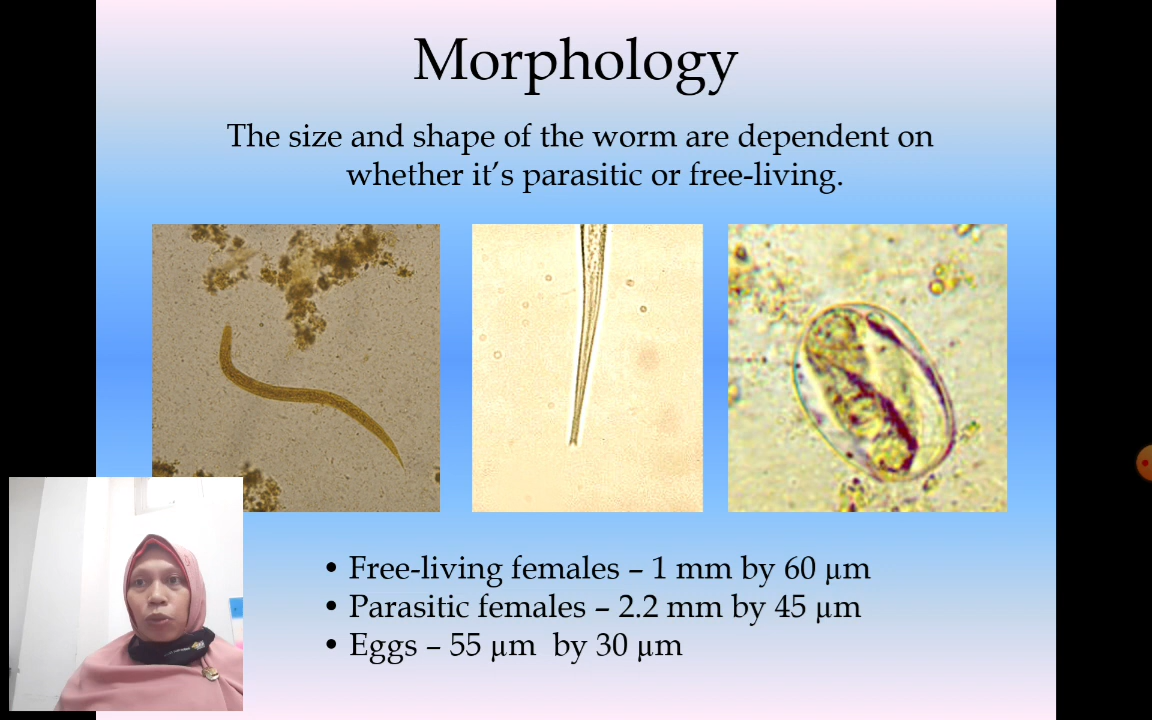 Morphology
The size and shape of the worm are dependent on
whether it’s parasitic or free-living.
• Free-living females – 1 mm by 60 µm
• Parasitic females – 2.2 mm by 45 µm
• Eggs – 55 µm  by 30 µm